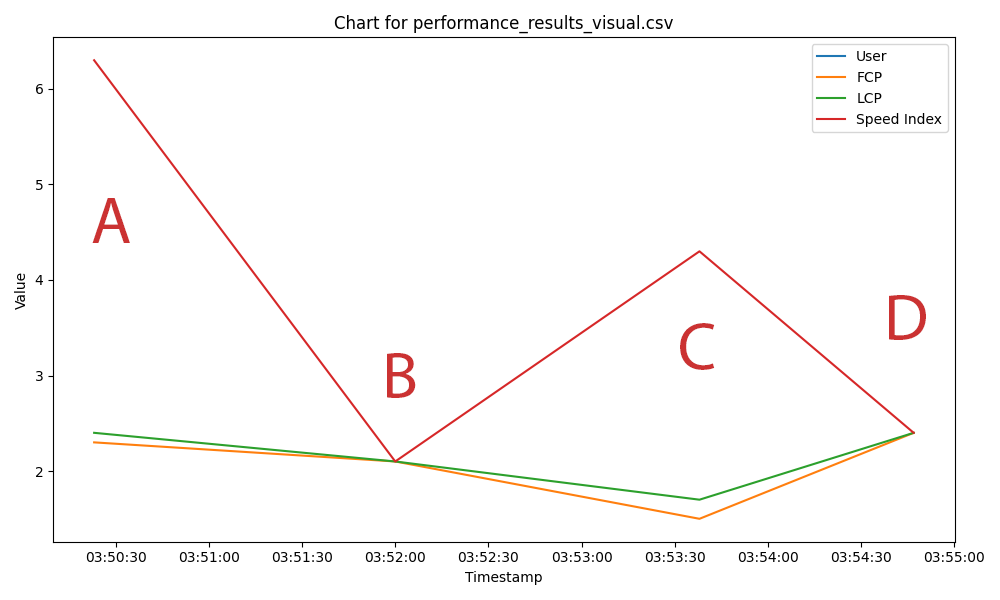 Chart for performance_results_visual.csv
User
FCP
LCP
Speed Index
6
5
4
3
2
Value
A
B
C
D
03:50:30 03:51:00 03:51:30 03:52:00 03:52:30 03:53:00 03:53:30 03:54:00 03:54:30 03:55:00
Timestamp